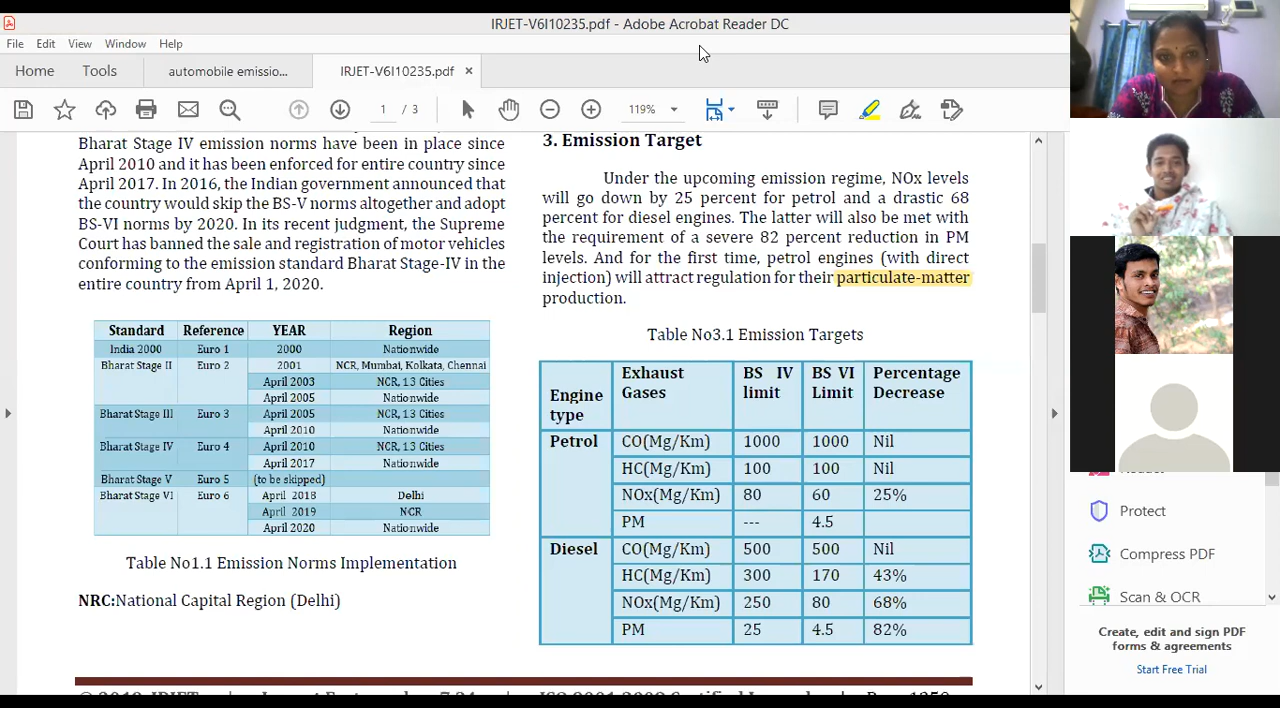 IRJET-V6I10235.pdf - Adobe Acrobat Reader DC
File Edit View Window Help
Home Tools automobile emissio... IRJET-V6I10235.pdf ×
1 / 3 119%
Bharat Stage IV emission norms have been in place since
April 2010 and it has been enforced for entire country since
April 2017. In 2016, the Indian government announced that
the country would skip the BS-V norms altogether and adopt
BS-VI norms by 2020. In its recent judgment, the Supreme
Court has banned the sale and registration of motor vehicles
conforming to the emission standard Bharat Stage-IV in the
entire country from April 1, 2020.
Standard Reference YEAR Region
India 2000 Euro 1 2000 Nationwide
Bharat Stage II Euro 2 2001 NCR, Mumbai, Kolkata, Chennai
April 2003 NCR, 13 Cities
April 2005 Nationwide
Bharat Stage III Euro 3 April 2005 NCR, 13 Cities
April 2010 Nationwide
Bharat Stage IV Euro 4 April 2010 NCR, 13 Cities
April 2017 Nationwide
Bharat Stage V Euro 5 (to be skipped)
Bharat Stage VI Euro 6 April 2018 Delhi
April 2019 NCR
April 2020 Nationwide
Table No1.1 Emission Norms Implementation
NRC:National Capital Region (Delhi)
3. Emission Target
Under the upcoming emission regime, NOx levels
will go down by 25 percent for petrol and a drastic 68
percent for diesel engines. The latter will also be met with
the requirement of a severe 82 percent reduction in PM
levels. And for the first time, petrol engines (with direct
injection) will attract regulation for their particulate-matter
production.
Table No3.1 Emission Targets
Engine type Exhaust Gases BS IV limit BS VI Limit Percentage Decrease
Petrol CO(Mg/Km) 1000 1000 Nil
HC(Mg/Km) 100 100 Nil
NOx(Mg/Km) 80 60 25%
PM --- 4.5
Diesel CO(Mg/Km) 500 500 Nil
HC(Mg/Km) 300 170 43%
NOx(Mg/Km) 250 80 68%
PM 25 4.5 82%
Protect
Compress PDF
Scan & OCR
Create, edit and sign PDF
forms & agreements
Start Free Trial